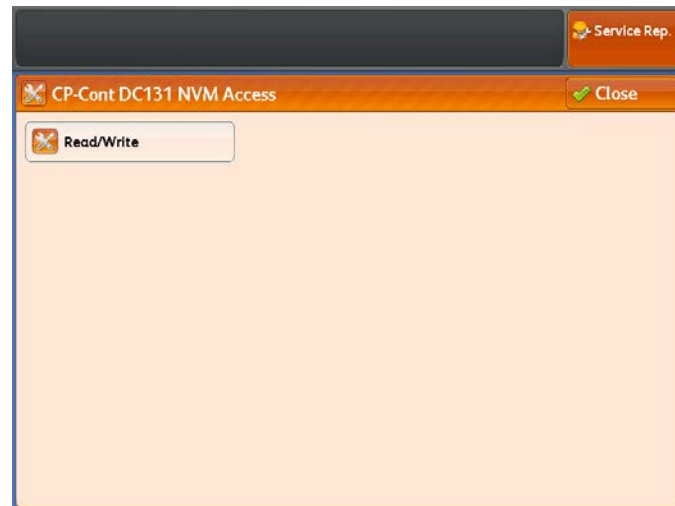 Service Rep.
CP-Cont DC131 NVM Access
Close
Read/Write